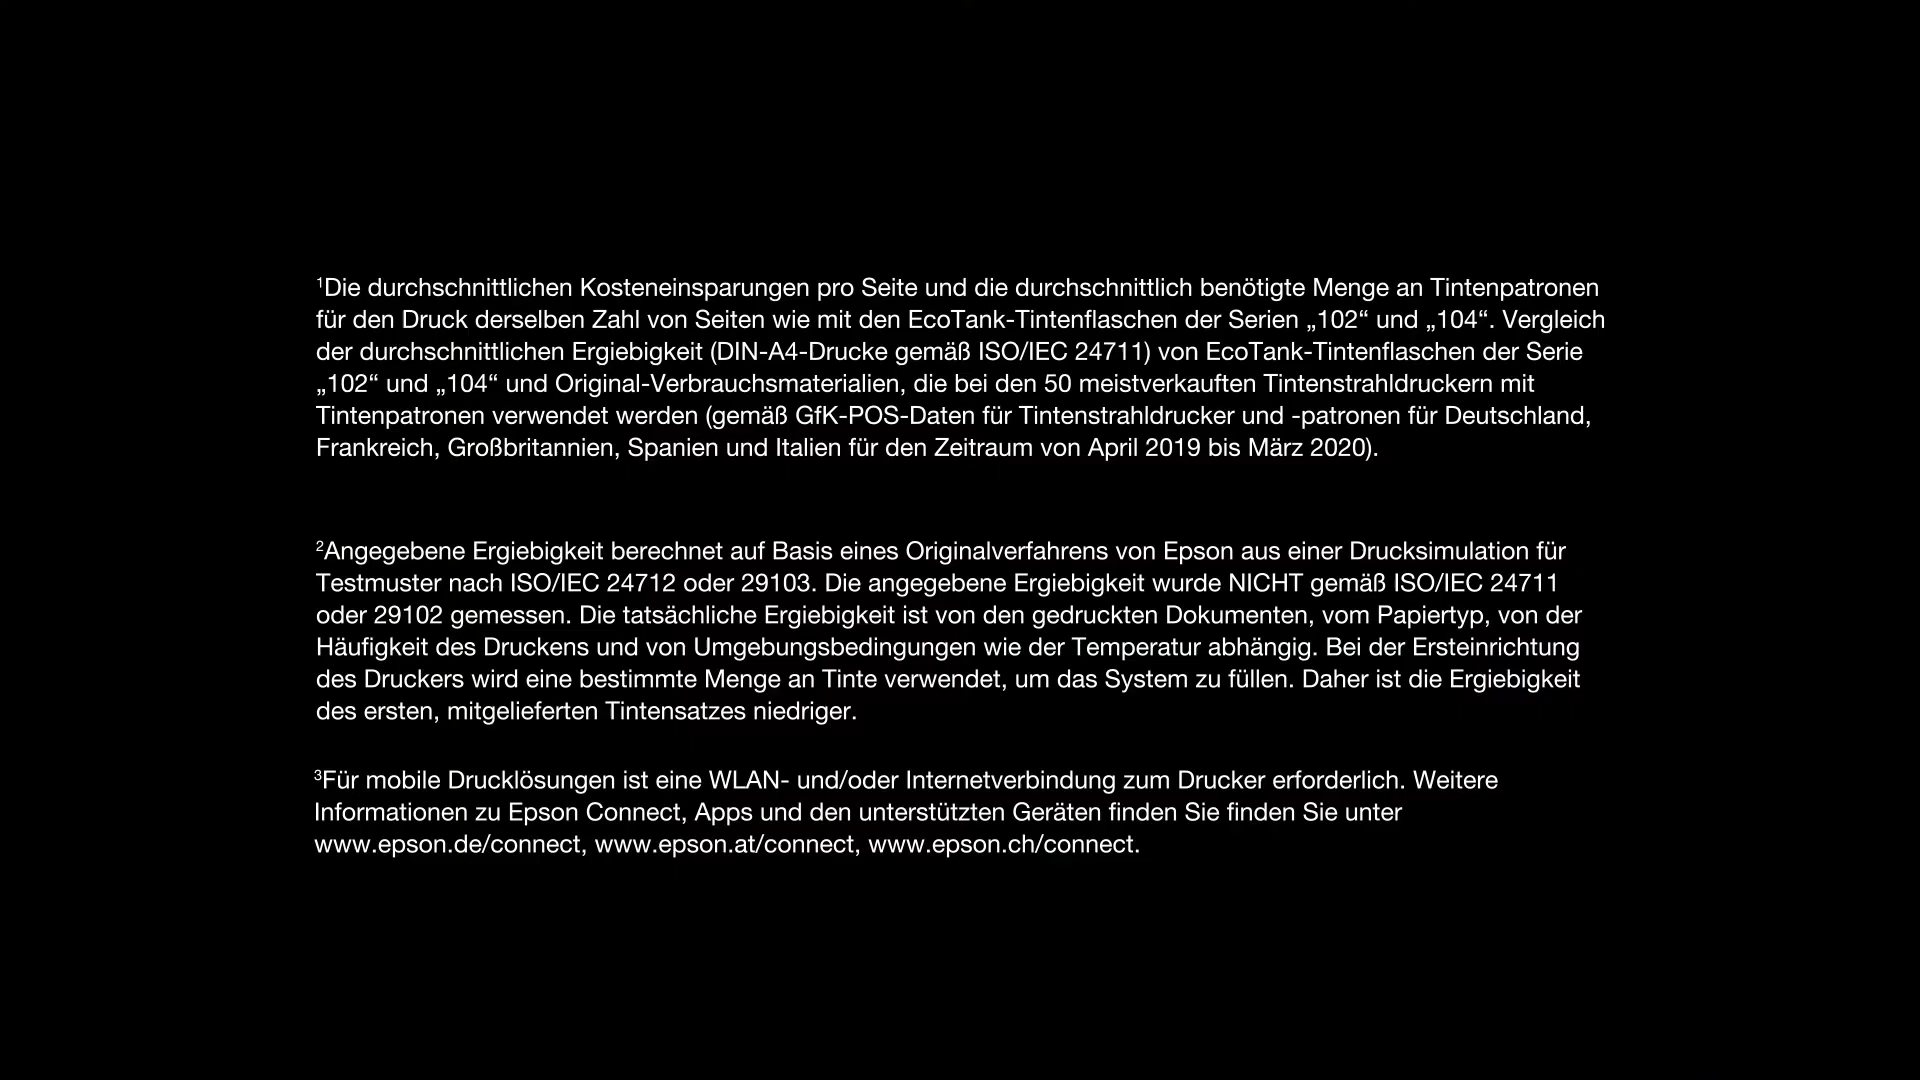 ¹Die durchschnittlichen Kosteneinsparungen pro Seite und die durchschnittlich benötigte Menge an Tintenpatronen
für den Druck derselben Zahl von Seiten wie mit den EcoTank-Tintenflaschen der Serien „102“ und „104“. Vergleich
der durchschnittlichen Ergiebigkeit (DIN-A4-Drucke gemäß ISO/IEC 24711) von EcoTank-Tintenflaschen der Serie
„102“ und „104“ und Original-Verbrauchsmaterialien, die bei den 50 meistverkauften Tintenstrahldruckern mit
Tintenpatronen verwendet werden (gemäß GfK-POS-Daten für Tintenstrahldrucker und -patronen für Deutschland,
Frankreich, Großbritannien, Spanien und Italien für den Zeitraum von April 2019 bis März 2020).
²Angegebene Ergiebigkeit berechnet auf Basis eines Originalverfahrens von Epson aus einer Drucksimulation für
Testmuster nach ISO/IEC 24712 oder 29103. Die angegebene Ergiebigkeit wurde NICHT gemäß ISO/IEC 24711
oder 29102 gemessen. Die tatsächliche Ergiebigkeit ist von den gedruckten Dokumenten, vom Papiertyp, von der
Häufigkeit des Druckens und von Umgebungsbedingungen wie der Temperatur abhängig. Bei der Ersteinrichtung
des Druckers wird eine bestimmte Menge an Tinte verwendet, um das System zu füllen. Daher ist die Ergiebigkeit
des ersten, mitgelieferten Tintensatzes niedriger.
³Für mobile Drucklösungen ist eine WLAN- und/oder Internetverbindung zum Drucker erforderlich. Weitere
Informationen zu Epson Connect, Apps und den unterstützten Geräten finden Sie finden Sie unter
www.epson.de/connect, www.epson.at/connect, www.epson.ch/connect.